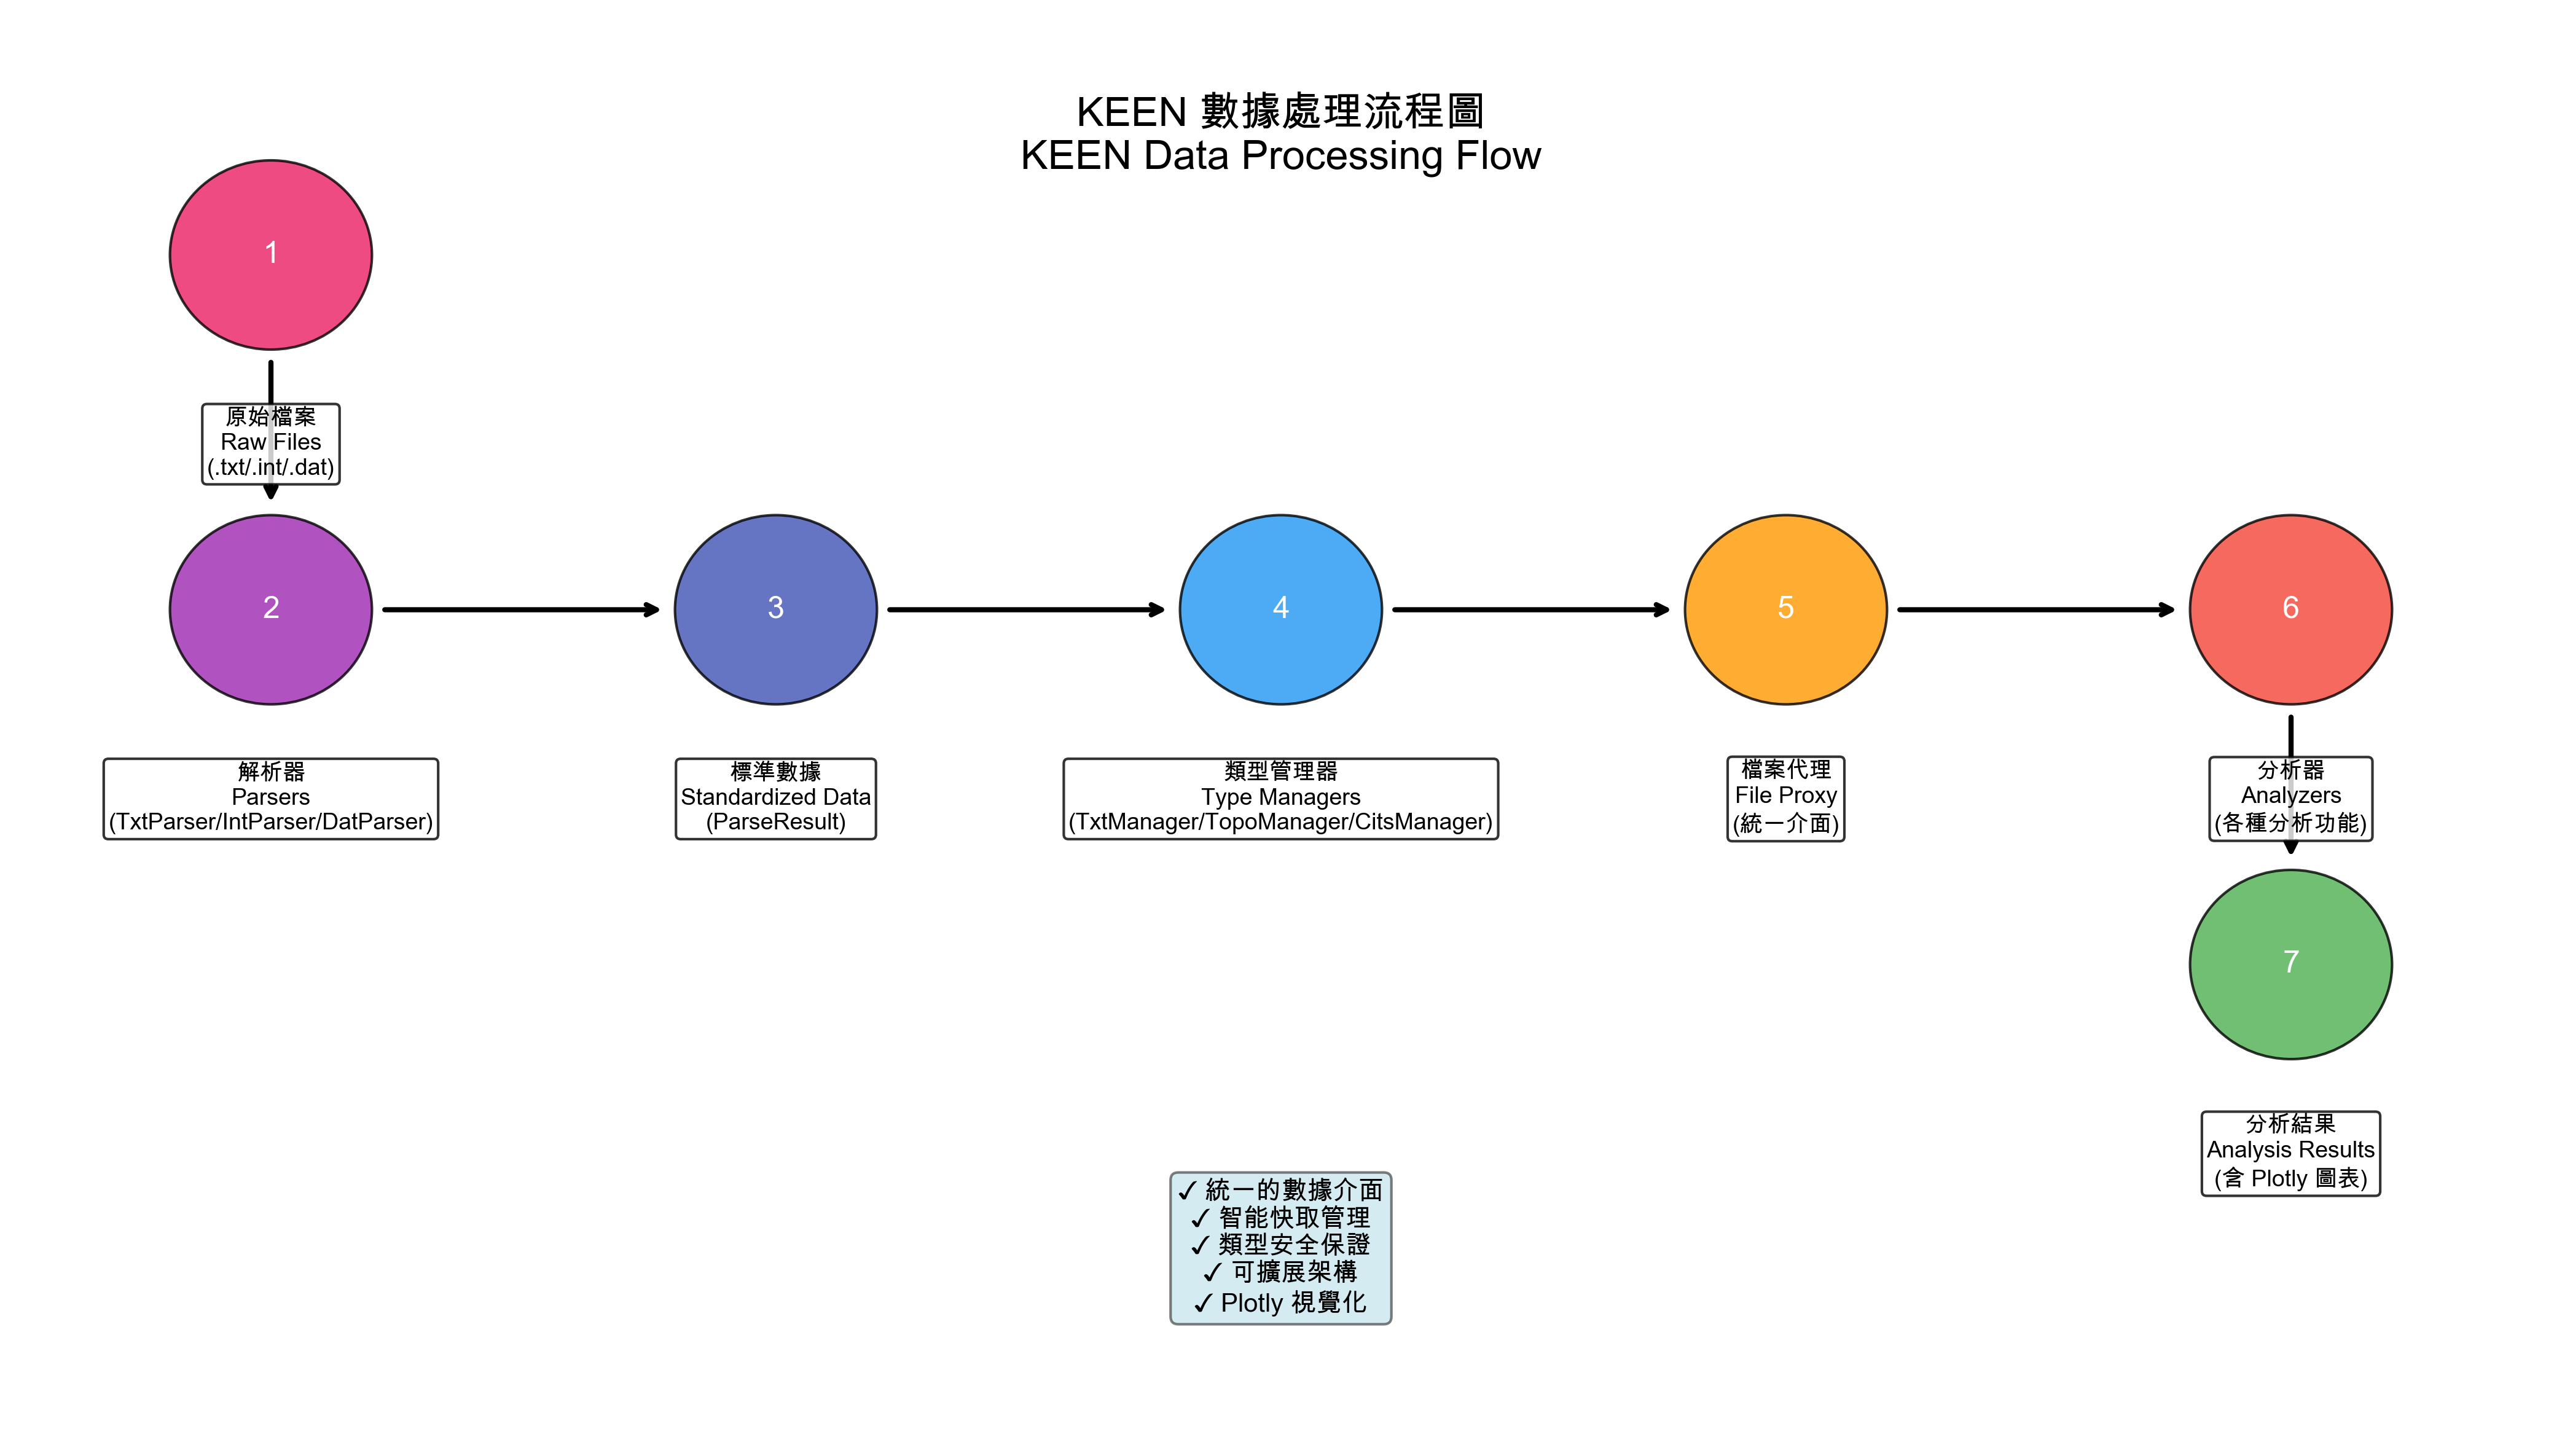 KEEN 數據處理流程圖
KEEN Data Processing Flow
1
原始檔案
Raw Files
(.txt/.int/.dat)
2
3
4
5
6
解析器
Parsers
(TxtParser/IntParser/DatParser)
標準數據
Standardized Data
(ParseResult)
類型管理器
Type Managers
(TxtManager/TopoManager/CitsManager)
檔案代理
File Proxy
(統一介面)
分析器
Analyzers
(各種分析功能)
7
分析結果
Analysis Results
(含 Plotly 圖表)
✓ 統一的數據介面
✓ 智能快取管理
✓ 類型安全保證
✓ 可擴展架構
✓ Plotly 視覺化